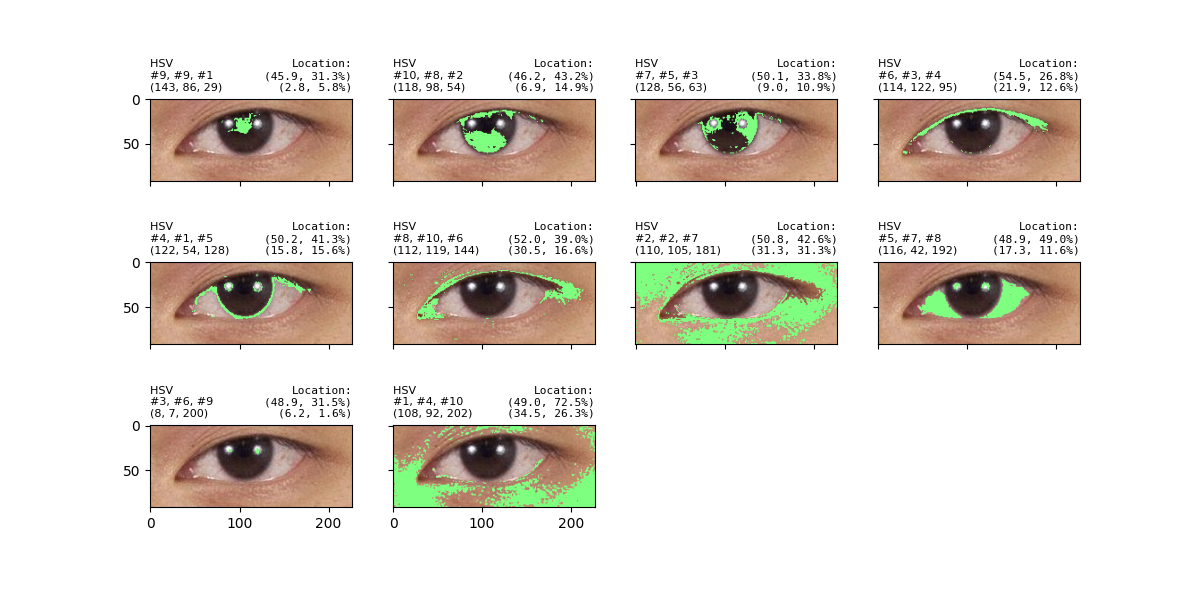 HSV Location:
#9, #9, #1 (45.9, 31.3%)
(143, 86, 29) (2.8, 5.8%)
HSV Location:
#10, #8, #2 (46.2, 43.2%)
(118, 98, 54) (6.9, 14.9%)
HSV Location:
#7, #5, #3 (50.1, 33.8%)
(128, 56, 63) (9.0, 10.9%)
HSV Location:
#6, #3, #4 (54.5, 26.8%)
(114, 122, 95) (21.9, 12.6%)
0
50
HSV Location:
#4, #1, #5 (50.2, 41.3%)
(122, 54, 128) (15.8, 15.6%)
HSV Location:
#8, #10, #6 (52.0, 39.0%)
(112, 119, 144) (30.5, 16.6%)
HSV Location:
#2, #2, #7 (50.8, 42.6%)
(110, 105, 181) (31.3, 31.3%)
HSV Location:
#5, #7, #8 (48.9, 49.0%)
(116, 42, 192) (17.3, 11.6%)
0
50
HSV Location:
#3, #6, #9 (48.9, 31.5%)
(8, 7, 200) (6.2, 1.6%)
HSV Location:
#1, #4, #10 (49.0, 72.5%)
(108, 92, 202) (34.5, 26.3%)
0
50
0 100 200
0 100 200